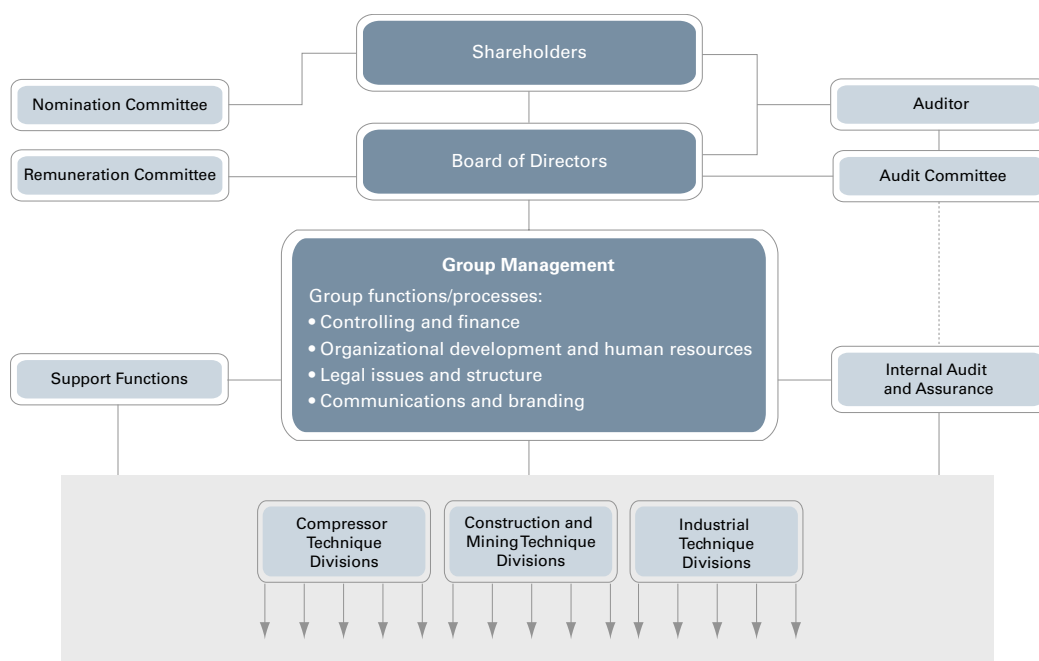 Shareholders
Nomination Committee
Auditor
Board of Directors
Remuneration Committee
Audit Committee
Group Management
Group functions/processes:
• Controlling and finance
• Organizational development and human resources
• Legal issues and structure
• Communications and branding
Support Functions
Internal Audit
and Assurance
Compressor
Technique
Divisions
Construction and
Mining Technique
Divisions
Industrial
Technique
Divisions